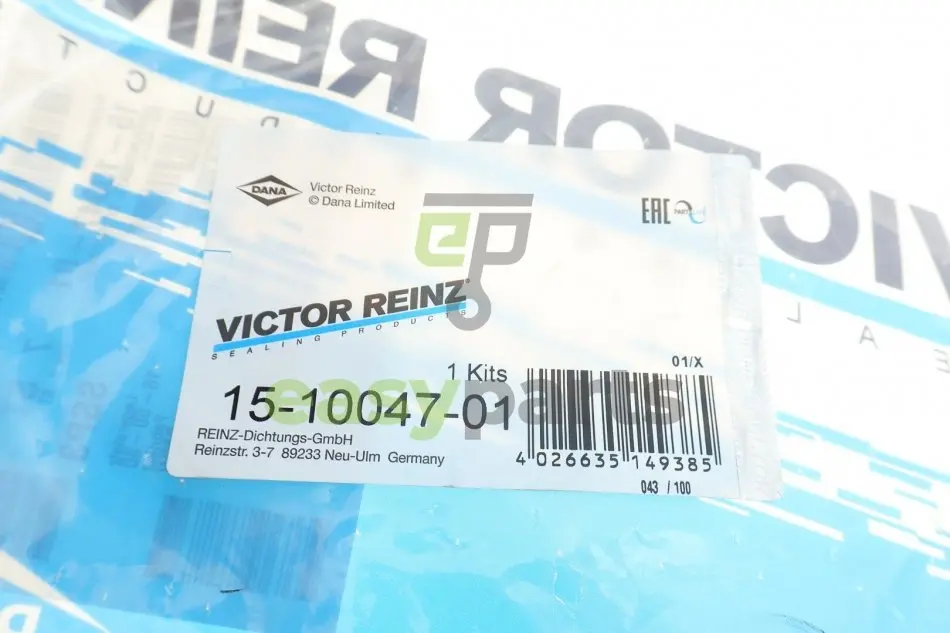 VICTOR REINZ
DANA
Victor Reinz
© Dana Limited
EAC
ep
VICTOR REINZ
SEALING PRODUCTS
1 Kits
01/X
15-10047-01
easyparts
REINZ-Dichtungs-GmbH
Reinzstr. 3-7 89233 Neu-Ulm Germany
4 026635 149385
043 / 100